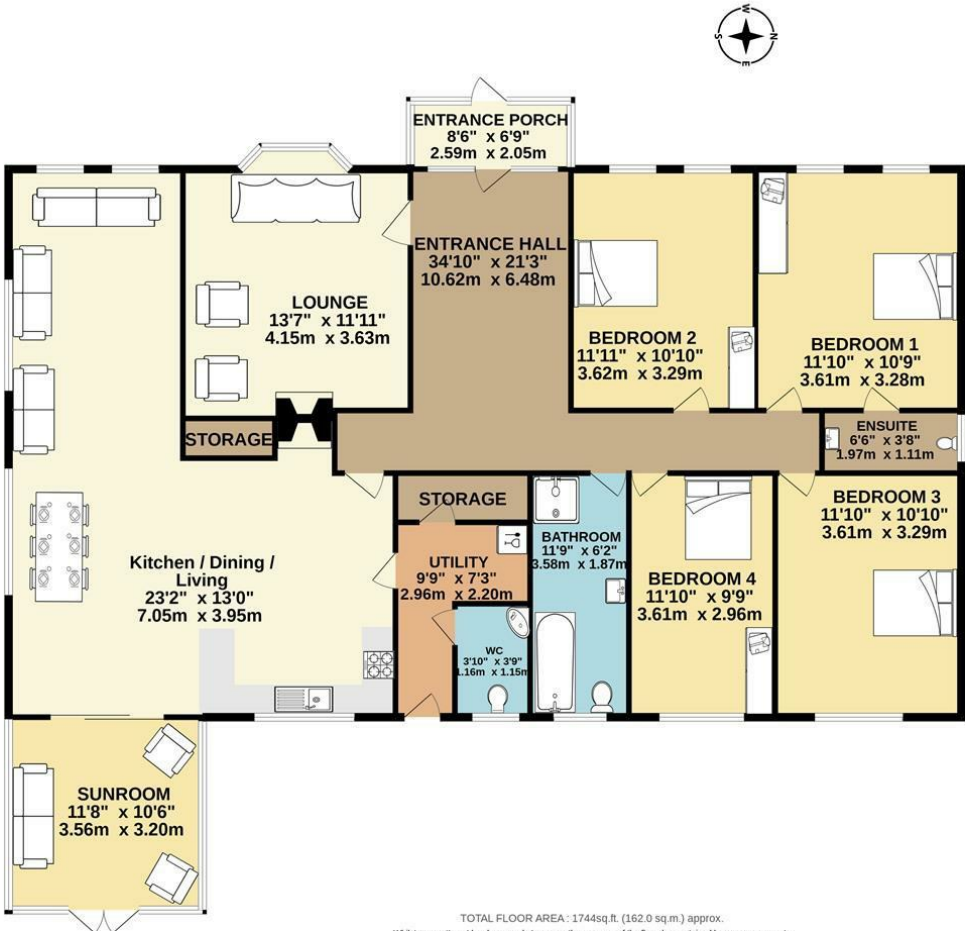 W
S N
E
ENTRANCE PORCH
8'6" x 6'9"
2.59m x 2.05m
ENTRANCE HALL
34'10" x 21'3"
10.62m x 6.48m
LOUNGE
13'7" x 11'11"
4.15m x 3.63m
BEDROOM 2
11'11" x 10'10"
3.62m x 3.29m
BEDROOM 1
11'10" x 10'9"
3.61m x 3.28m
STORAGE
ENSUITE
6'6" x 3'8"
1.97m x 1.11m
STORAGE
BEDROOM 3
11'10" x 10'10"
3.61m x 3.29m
BATHROOM
11'9" x 6'2"
3.58m x 1.87m
Kitchen / Dining /
Living
23'2" x 13'0"
7.05m x 3.95m
UTILITY
9'9" x 7'3"
2.96m x 2.20m
BEDROOM 4
11'10" x 9'9"
3.61m x 2.96m
WC
3'10" x 3'9"
1.16m x 1.15m
SUNROOM
11'8" x 10'6"
3.56m x 3.20m
TOTAL FLOOR AREA : 1744sq.ft. (162.0 sq.m.) approx.